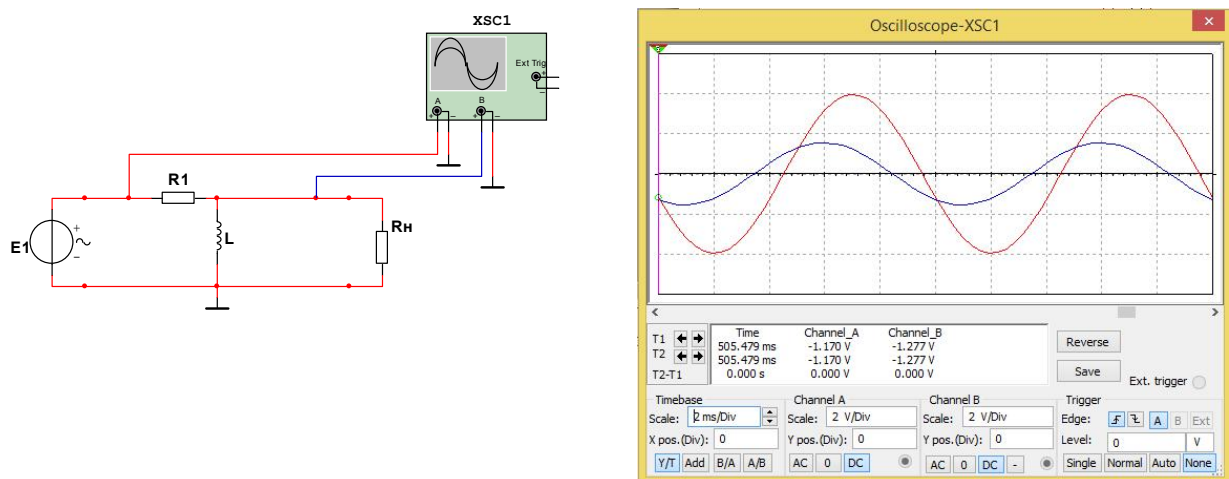 XSC1
Ext Trig
+
−
A
B
+ − + −
R1
E1
+
−
L
Rн
Oscilloscope-XSC1
T1
T2
T2-T1
Time Channel_A Channel_B
505.479 ms -1.170 V -1.277 V
505.479 ms -1.170 V -1.277 V
0.000 s 0.000 V 0.000 V
Reverse
Save
Ext. trigger
Timebase
Scale: 2 ms/Div
X pos.(Div): 0
Y/T Add B/A A/B
Channel A
Scale: 2 V/Div
Y pos.(Div): 0
AC 0 DC
Channel B
Scale: 2 V/Div
Y pos.(Div): 0
AC 0 DC -
Trigger
Edge: A B Ext
Level: 0 V
Single Normal Auto None